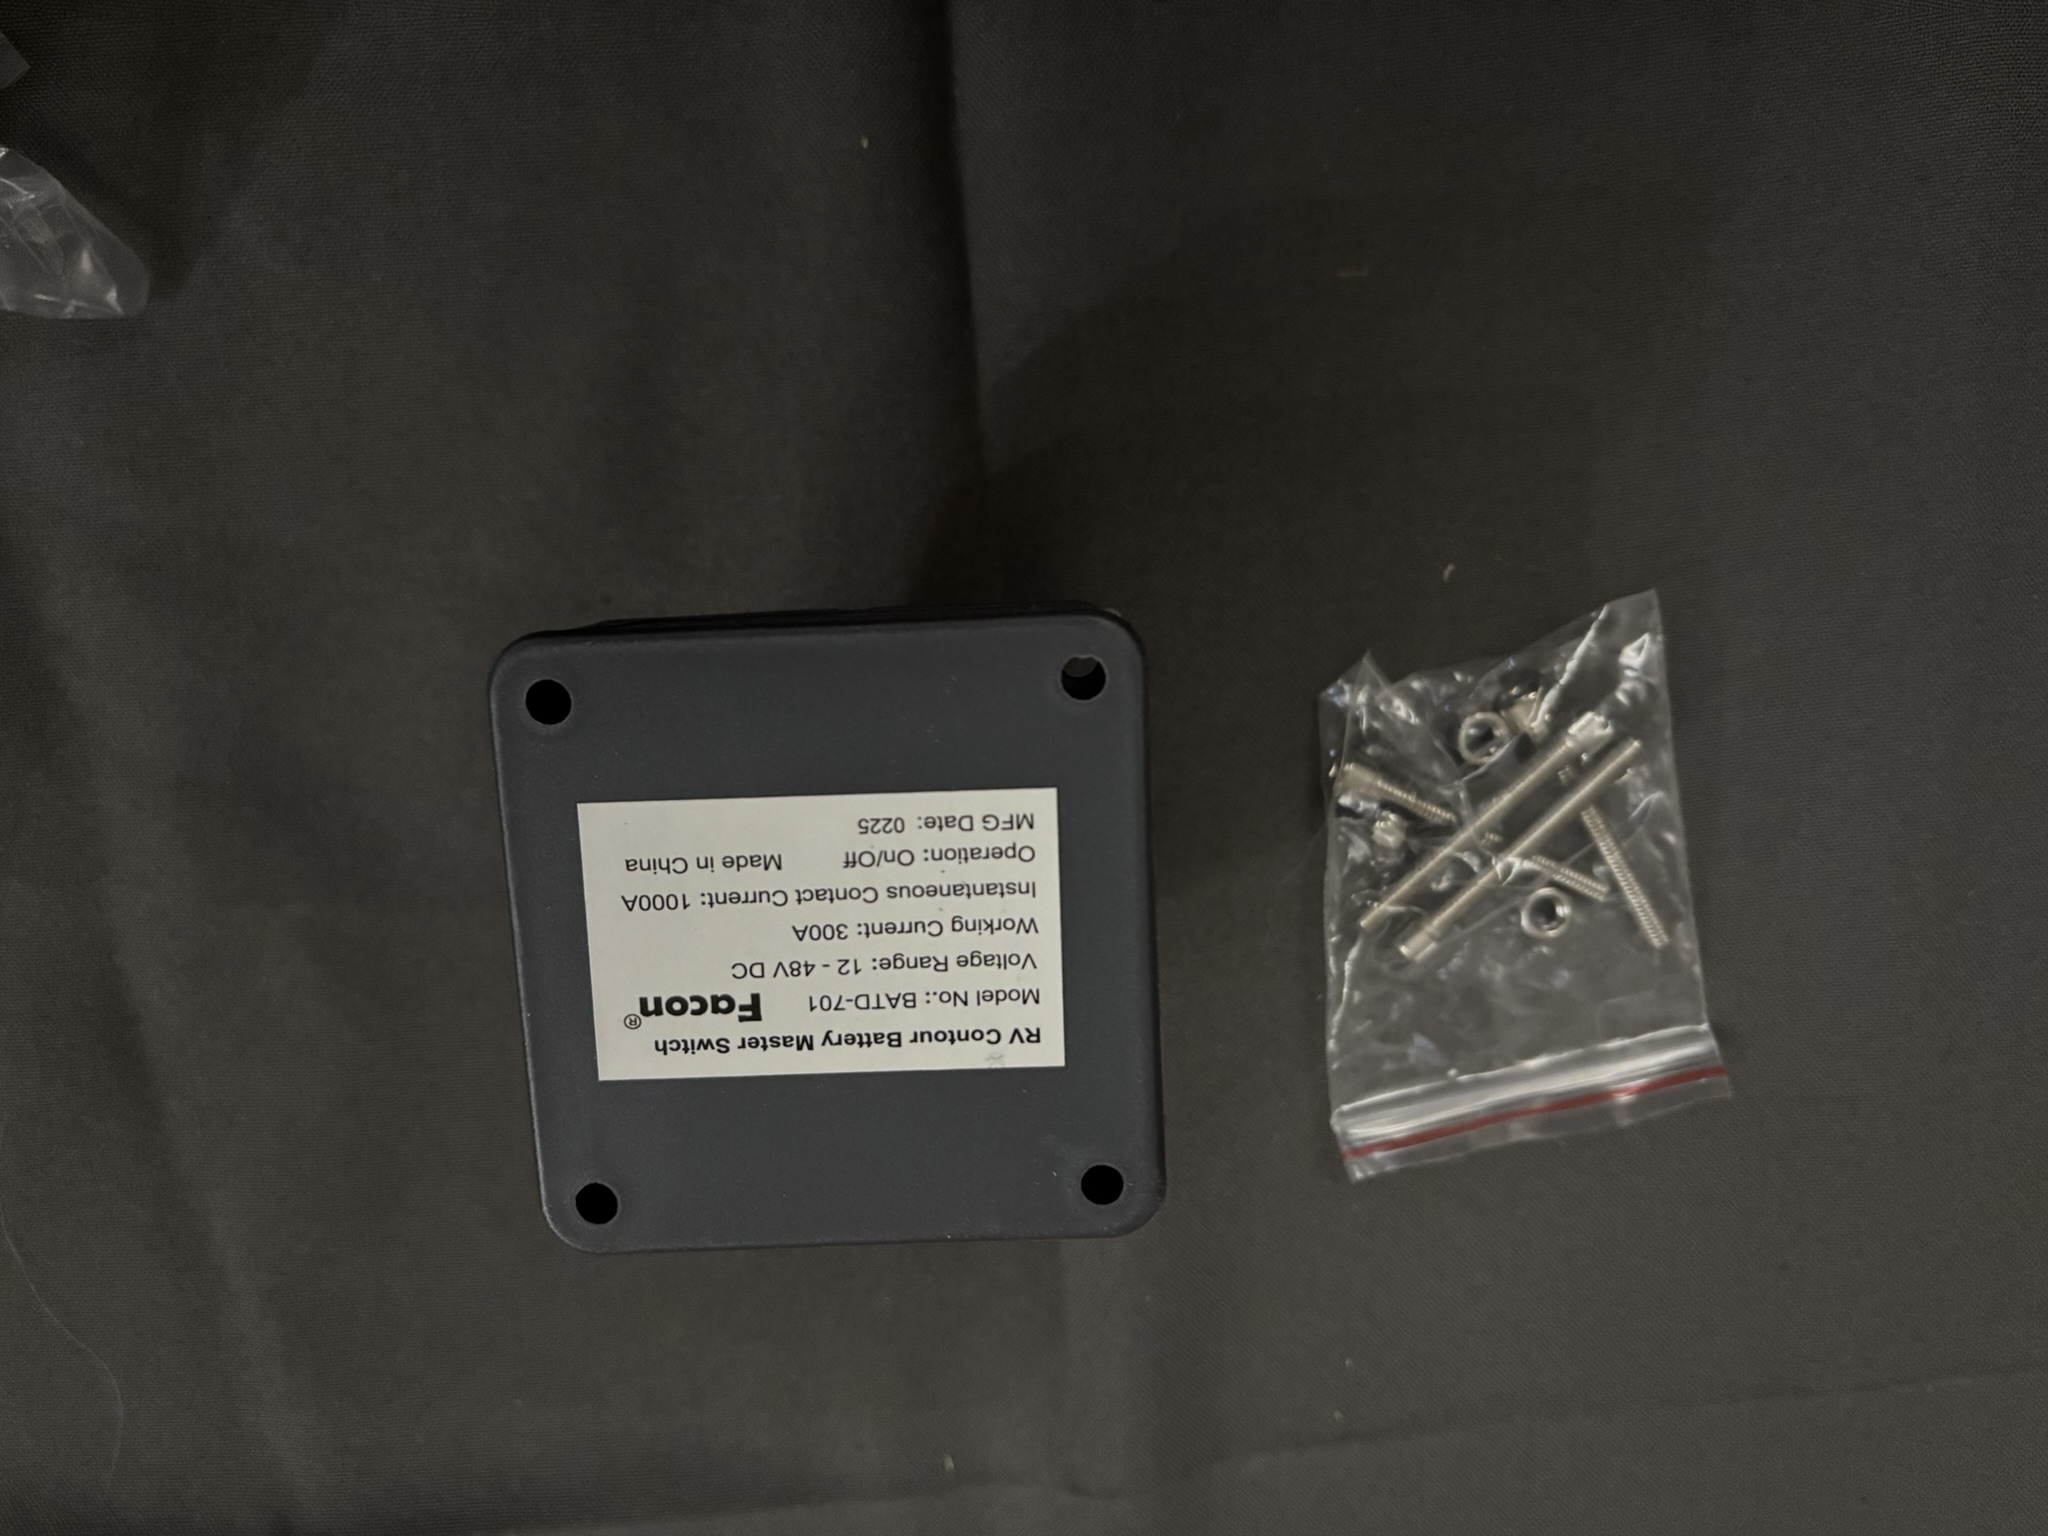 RV Contour Battery Master Switch
Model No.: BATD-701 Facon®
Voltage Range: 12 - 48V DC
Working Current: 300A
Instantaneous Contact Current: 1000A
Operation: On/Off Made in China
MFG Date: 0225